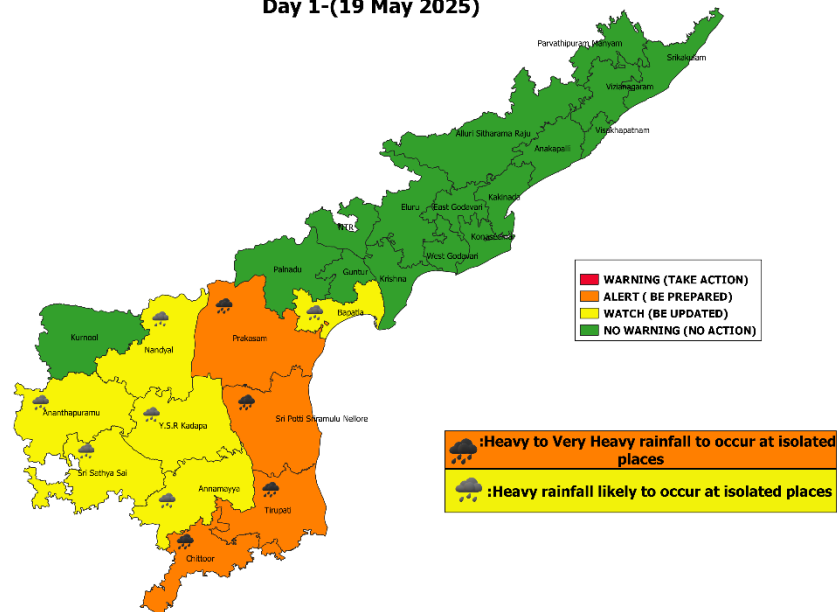 Day 1-(19 May 2025)
Parvathipuram Manyam
Srikakulam
Vizianagaram
Visakhapatnam
Alluri Sitharama Raju
Anakapalli
Kakinada
Eluru
East Godavari
NTR
Konaseema
West Godavari
Krishna
Guntur
Palnadu
Bapatla
Prakasam
Kurnool
Nandyal
Ananthapuramu
Y.S.R Kadapa
Sri Potti Shramulu Nellore
Sri Sathya Sai
Annamayya
Tirupati
Chittoor
WARNING (TAKE ACTION)
ALERT ( BE PREPARED)
WATCH (BE UPDATED)
NO WARNING (NO ACTION)
:Heavy to Very Heavy rainfall to occur at isolated
places
:Heavy rainfall likely to occur at isolated places